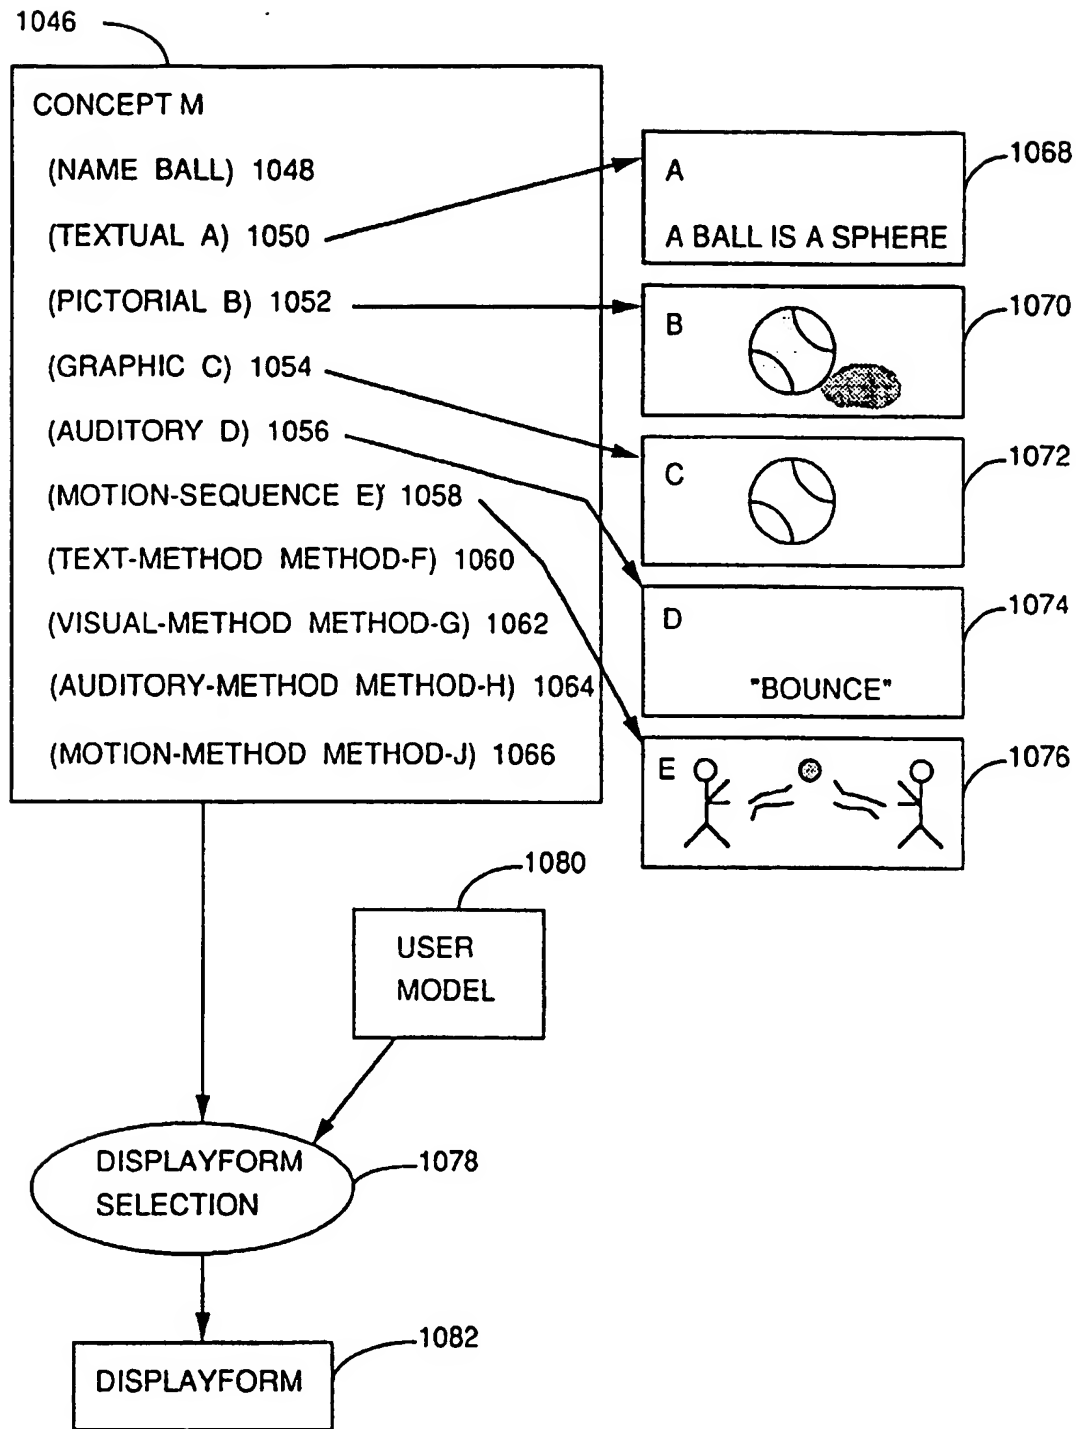 1046
CONCEPT M
(NAME BALL) 1048
(TEXTUAL A) 1050
(PICTORIAL B) 1052
(GRAPHIC C) 1054
(AUDITORY D) 1056
(MOTION-SEQUENCE E) 1058
(TEXT-METHOD METHOD-F) 1060
(VISUAL-METHOD METHOD-G) 1062
(AUDITORY-METHOD METHOD-H) 1064
(MOTION-METHOD METHOD-J) 1066
A
1068
A BALL IS A SPHERE
B
1070
C
1072
D
1074
"BOUNCE"
E
1076
1080
USER
MODEL
DISPLAYFORM
SELECTION
1078
1082
DISPLAYFORM